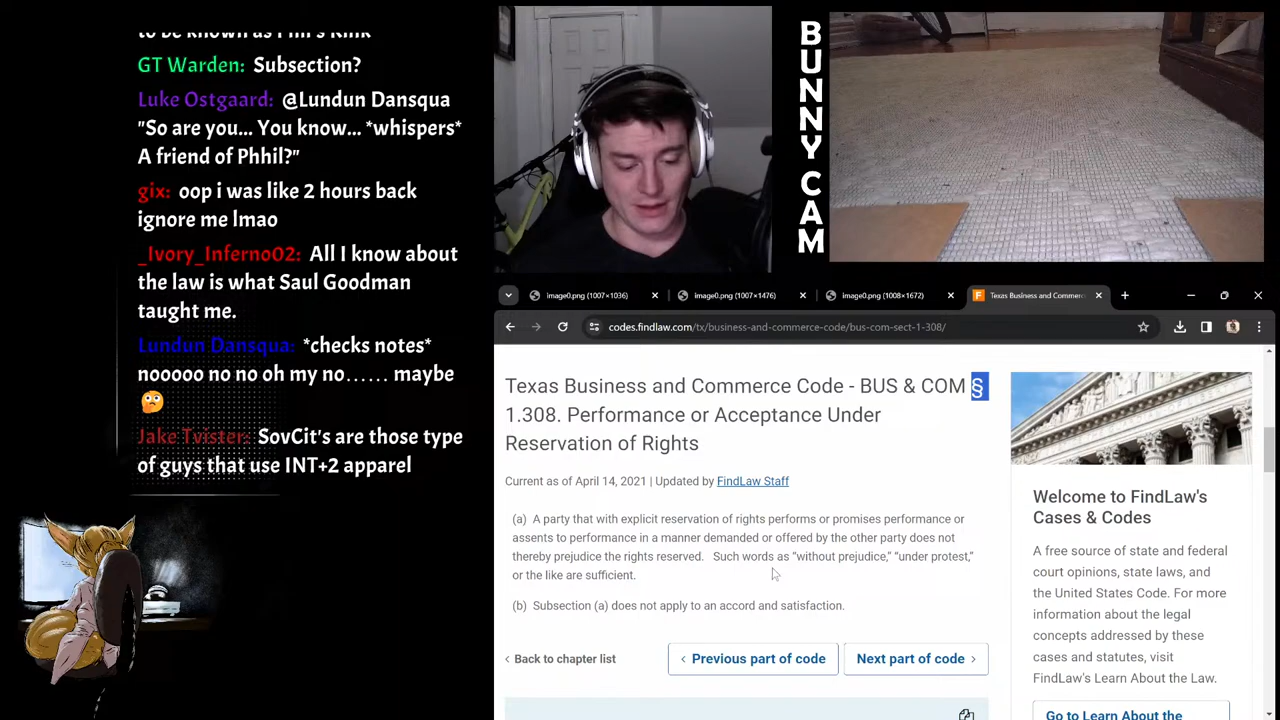 to be known as Phil's Kink
GT Warden: Subsection?
Luke Ostgaard: @Lundun Dansqua
"So are you... You know... *whispers*
A friend of Phhil?"
gix: oop i was like 2 hours back
ignore me lmao
_Ivory_Inferno02: All I know about
the law is what Saul Goodman
taught me.
Lundun Dansqua: *checks notes*
nooooo no no oh my no…… maybe
Jake Tvister: SovCit's are those type
of guys that use INT+2 apparel
BUNNY CAM
image0.png (1007×1036)
image0.png (1007×1476)
image0.png (1008×1672)
Texas Business and Commerc
codes.findlaw.com/tx/business-and-commerce-code/bus-com-sect-1-308/
Texas Business and Commerce Code - BUS & COM §
1.308. Performance or Acceptance Under
Reservation of Rights
Current as of April 14, 2021 | Updated by FindLaw Staff
(a) A party that with explicit reservation of rights performs or promises performance or
assents to performance in a manner demanded or offered by the other party does not
thereby prejudice the rights reserved. Such words as “without prejudice,” “under protest,”
or the like are sufficient.
(b) Subsection (a) does not apply to an accord and satisfaction.
Back to chapter list
Previous part of code
Next part of code
Welcome to FindLaw's
Cases & Codes
A free source of state and federal
court opinions, state laws, and
the United States Code. For more
information about the legal
concepts addressed by these
cases and statutes, visit
FindLaw's Learn About the Law.
Go to Learn About the